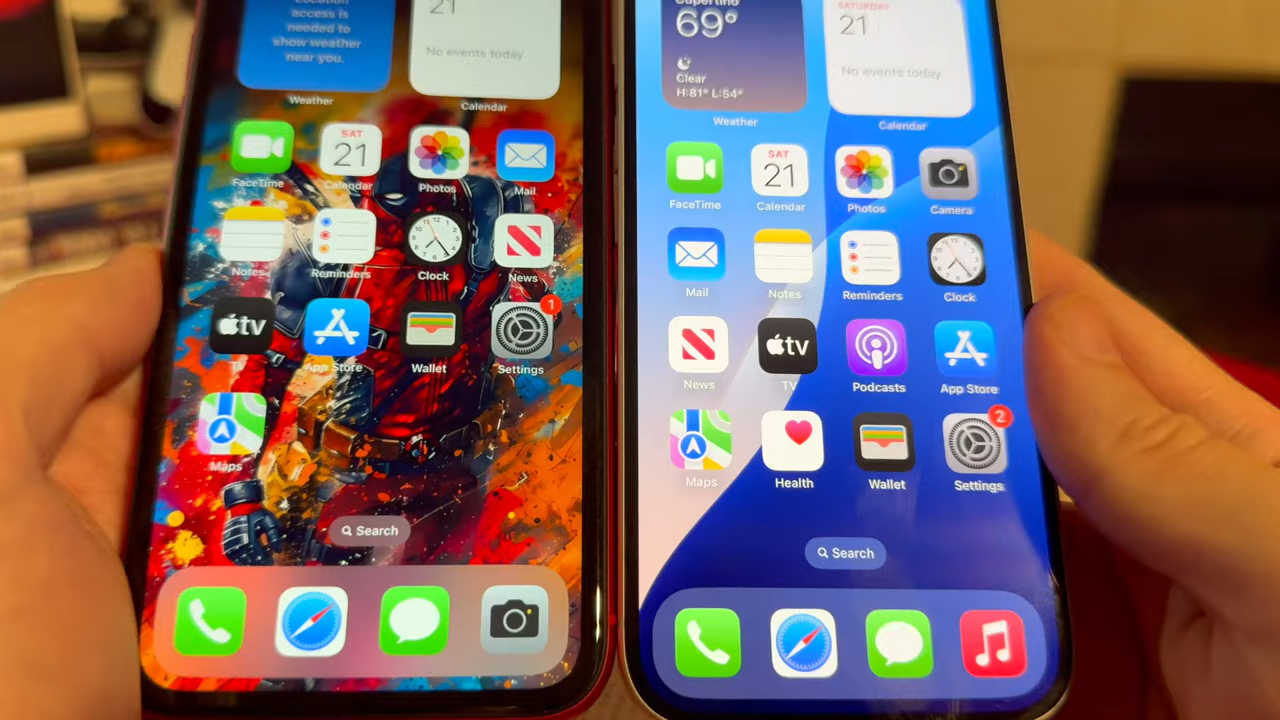 Location
access is
needed to
show weather
near you.
Weather
21
No events today
Calendar
FaceTime
SAT
21
Calendar
Photos
Mail
Notes
Reminders
Clock
News
tv
TV
App Store
Wallet
1
Settings
Maps
Search
Cupertino
69°
Clear
H:81° L:54°
Weather
SATURDAY
21
No events today
Calendar
FaceTime
SAT
21
Calendar
Photos
Camera
Mail
Notes
Reminders
Clock
News
tv
TV
Podcasts
App Store
Maps
Health
Wallet
2
Settings
Search